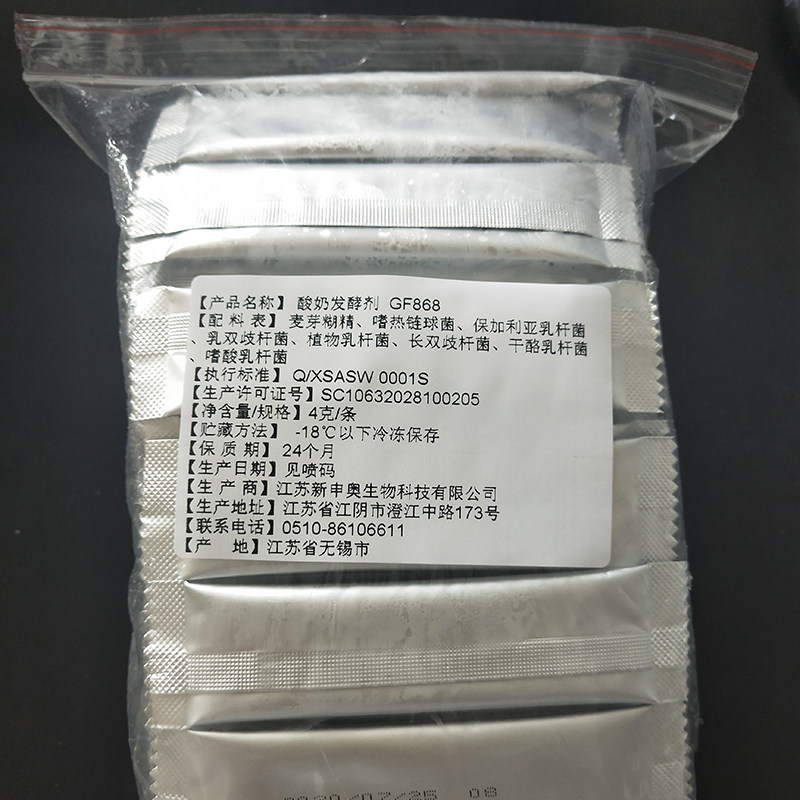 【产品名称】 酸奶发酵剂 GF868
【配 料 表】 麦芽糊精、嗜热链球菌、保加利亚乳杆菌
、乳双歧杆菌、植物乳杆菌、长双歧杆菌、干酪乳杆菌
、嗜酸乳杆菌
【执行标准】 Q/XSASW 0001S
【生产许可证号】SC10632028100205
【净含量/规格】4克/条
【贮藏方法】 -18℃以下冷冻保存
【保 质 期】 24个月
【生产日期】见喷码
【生 产 商】江苏新申奥生物科技有限公司
【生产地址】江苏省江阴市澄江中路173号
【联系电话】0510-86106611
【产 地】江苏省无锡市
2020/07/25 08